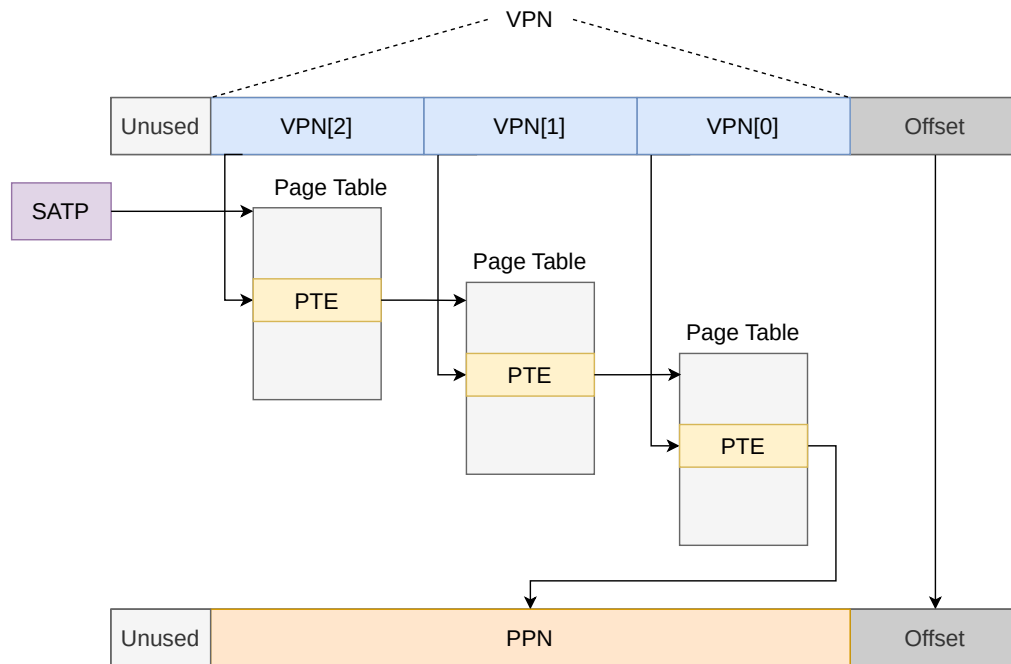 VPN
Unused VPN[2] VPN[1] VPN[0] Offset
Page Table
SATP
Page Table
PTE
Page Table
PTE
PTE
Unused PPN Offset